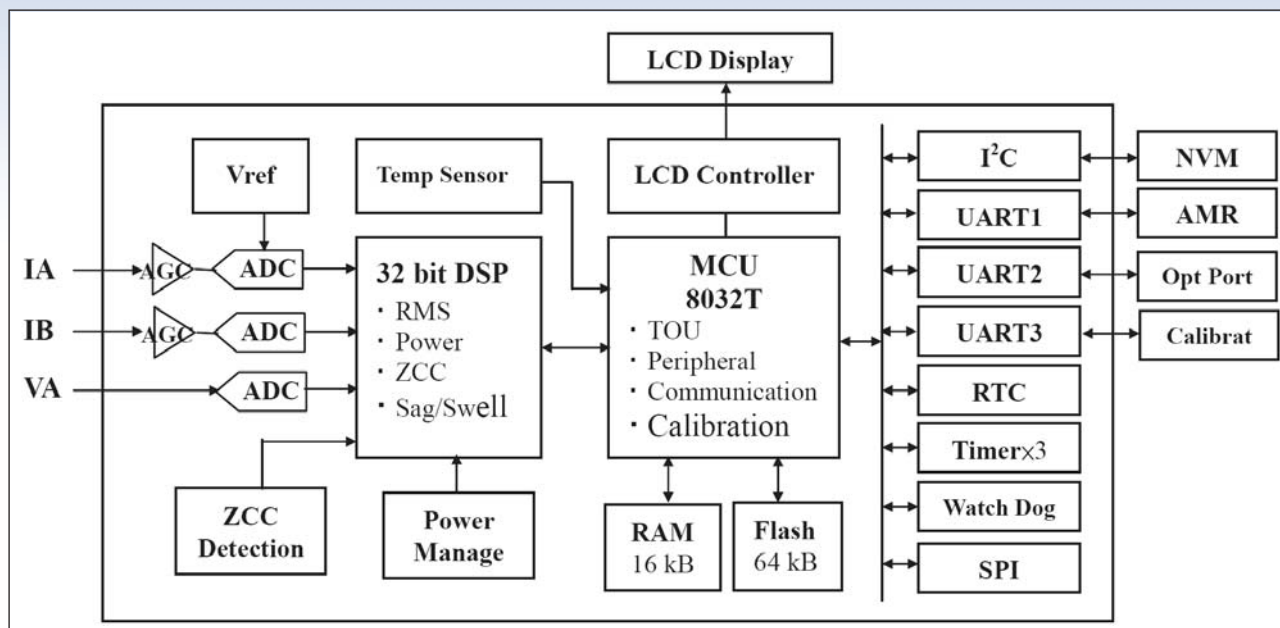 LCD Display
Vref
Temp Sensor
LCD Controller
I²C
NVM
UART1
AMR
IA
AGC
ADC
32 bit DSP
· RMS
· Power
· ZCC
· Sag/Swell
MCU
8032T
· TOU
· Peripheral
· Communication
· Calibration
UART2
Opt Port
IB
AGC
ADC
UART3
Calibrat
VA
ADC
RTC
Timer×3
ZCC
Detection
Power
Manage
RAM
16 kB
Flash
64 kB
Watch Dog
SPI